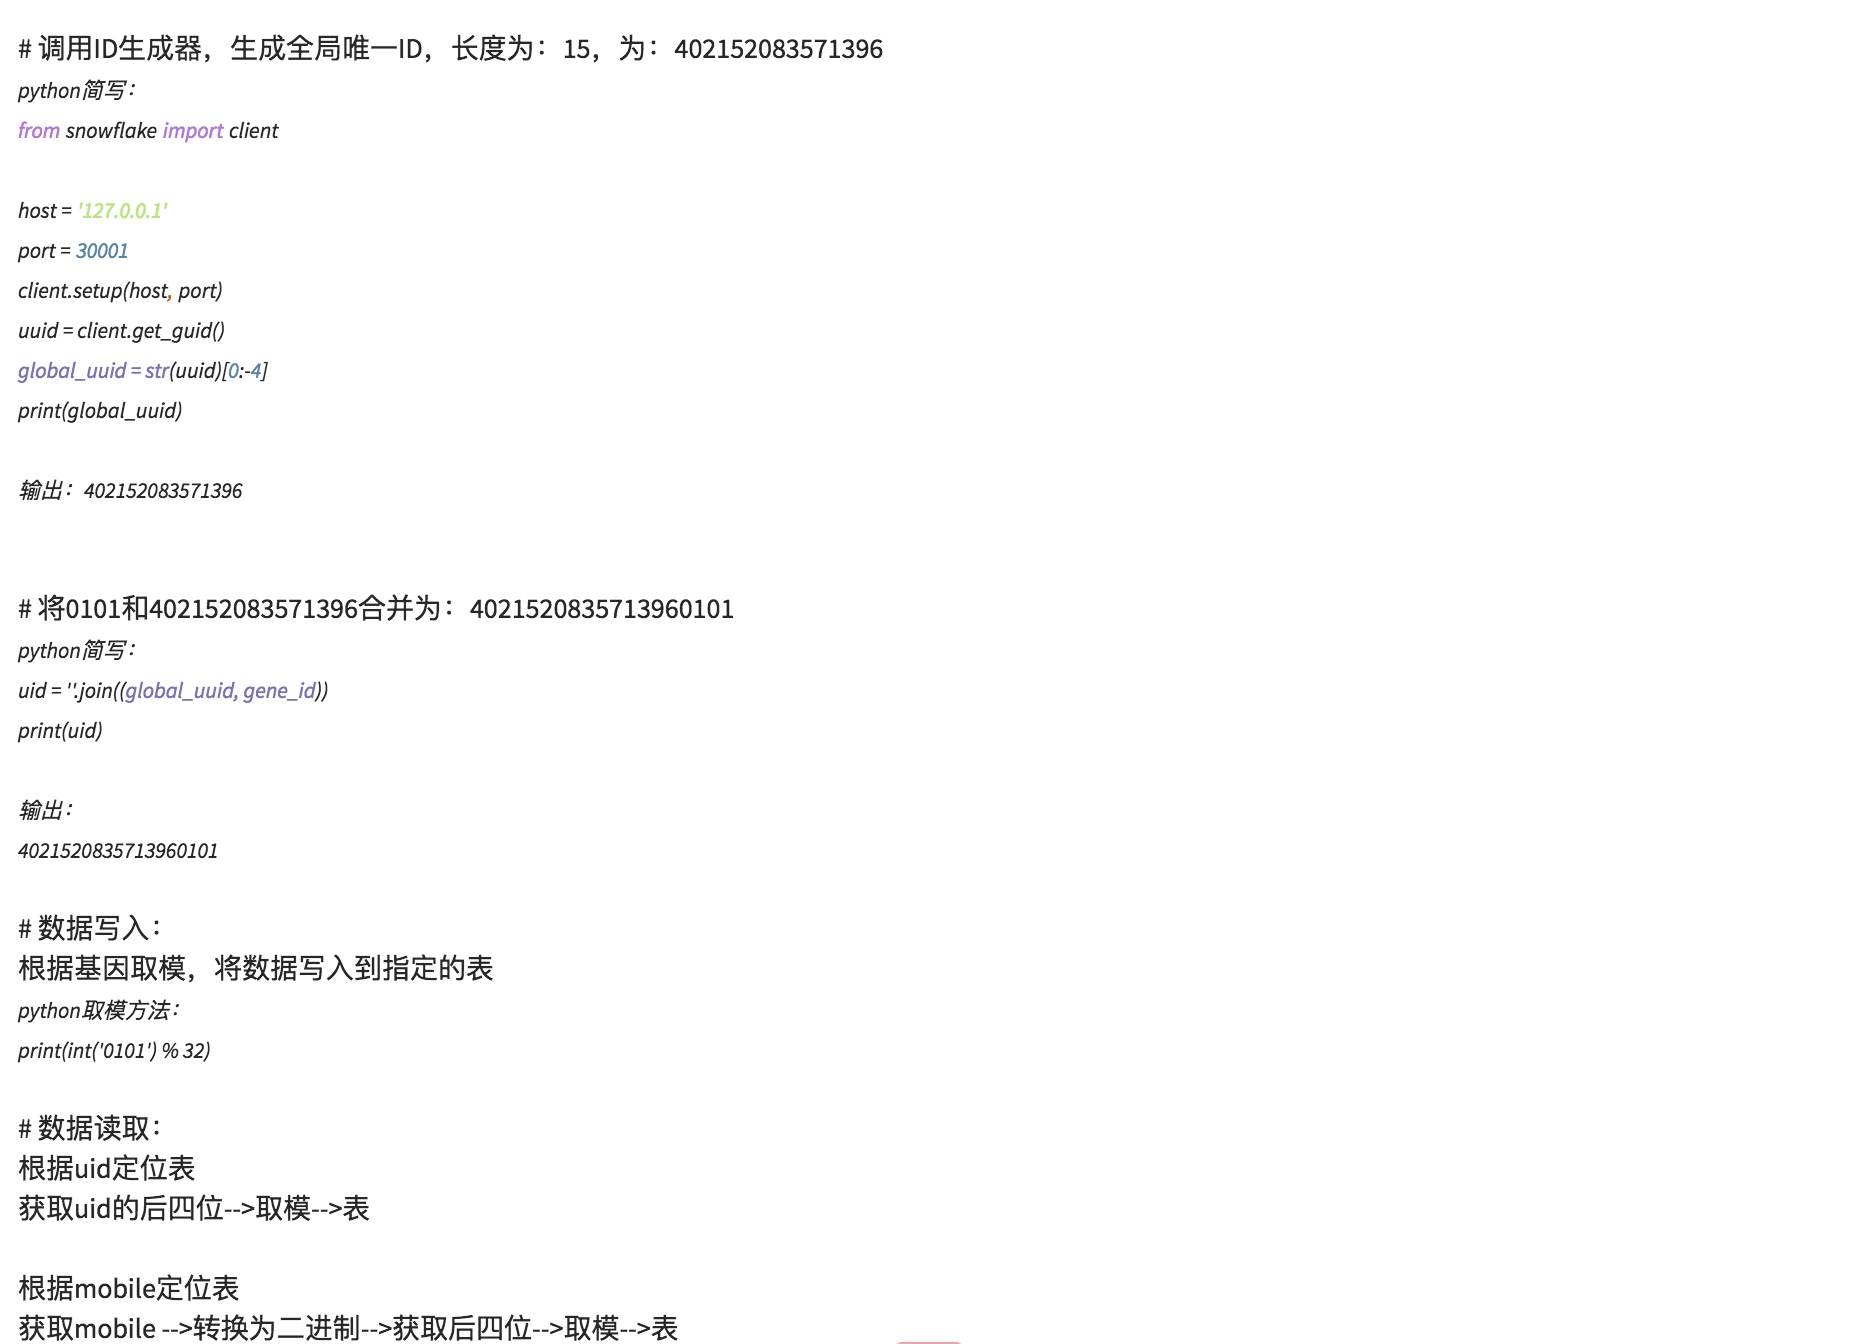 # 调用ID生成器，生成全局唯一ID，长度为：15，为：402152083571396
python简写：
from snowflake import client
host = '127.0.0.1'
port = 30001
client.setup(host, port)
uuid = client.get_guid()
global_uuid = str(uuid)[0:-4]
print(global_uuid)
输出：402152083571396
# 将0101和402152083571396合并为：4021520835713960101
python简写：
uid = ''.join((global_uuid, gene_id))
print(uid)
输出：
4021520835713960101
# 数据写入：
根据基因取模，将数据写入到指定的表
python取模方法：
print(int('0101') % 32)
# 数据读取：
根据uid定位表
获取uid的后四位-->取模-->表
根据mobile定位表
获取mobile -->转换为二进制-->获取后四位-->取模-->表